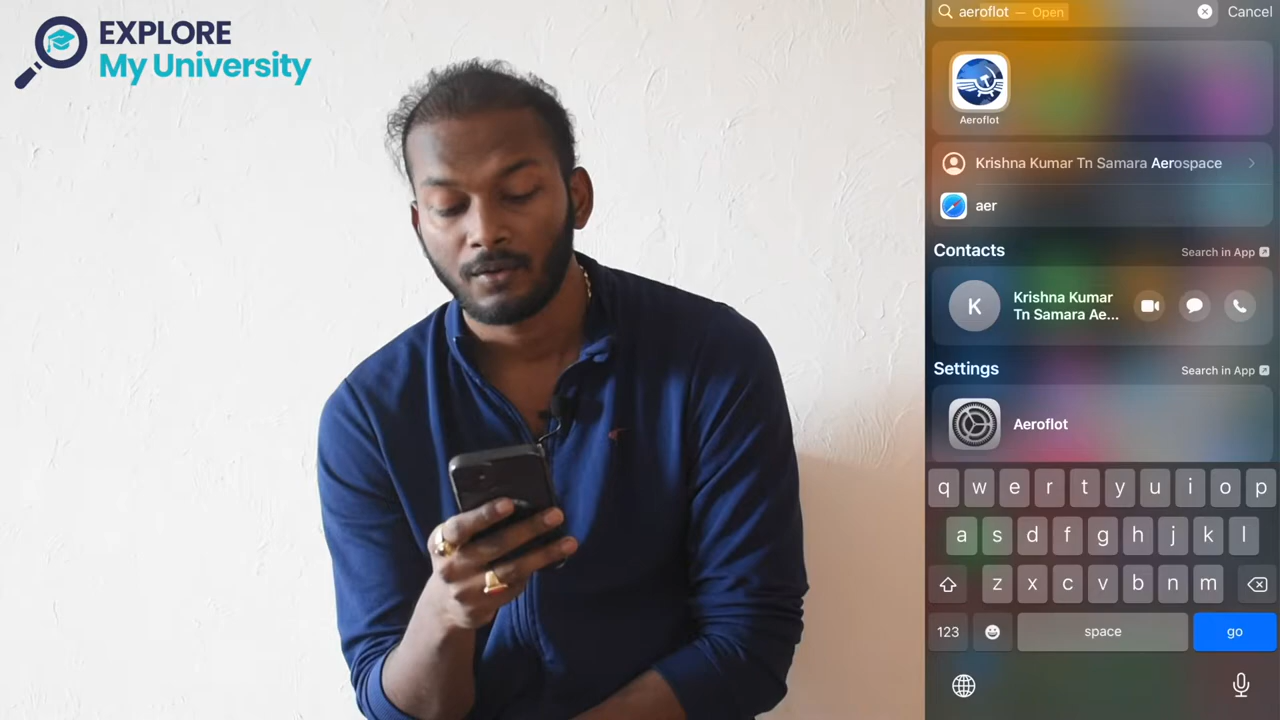 EXPLORE
My University
aeroflot — Open
Cancel
Aeroflot
Krishna Kumar Tn Samara Aerospace
aer
Contacts
Search in App
K
Krishna Kumar
Tn Samara Ae...
Settings
Search in App
Aeroflot
q w e r t y u i o p
a s d f g h j k l
z x c v b n m
123
space
go